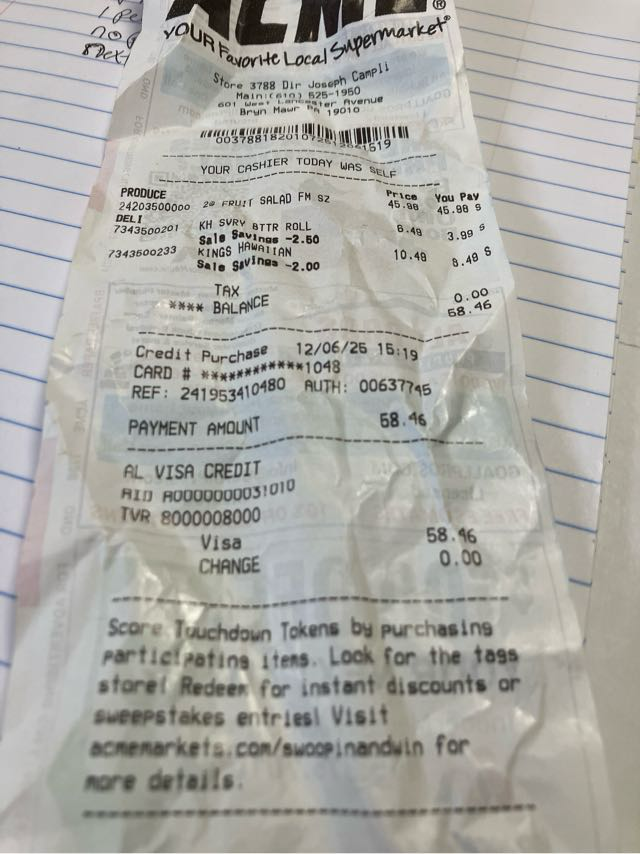 ACME®
YOUR Favorite Local Supermarket®
Store 3788 Dir Joseph Campli
Main:(610) 525-1950
601 West Lancaster Avenue
Bryn Mawr PA 19010
YOUR CASHIER TODAY WAS SELF
Price You Pay
PRODUCE
24203500000 2@ FRUIT SALAD FM SZ 45.98 45.98 S
DELI
7343500201 KH SVRY BTTR ROLL 6.49 3.99 S
Sale Savings -2.50
7343500233 KINGS HAWAIIAN 10.49 8.49 S
Sale Savings -2.00
TAX 0.00
**** BALANCE 58.46
Credit Purchase 12/06/25 15:19
CARD # ************1048
REF: 241953410480 AUTH: 00637745
PAYMENT AMOUNT 58.46
AL VISA CREDIT
AID A0000000031010
TVR 8000008000
Visa 58.46
CHANGE 0.00
Score Touchdown Tokens by purchasing
participating items. Look for the tags
store! Redeem for instant discounts or
sweepstakes entries! Visit
acmemarkets.com/swoopinandwin for
more details.